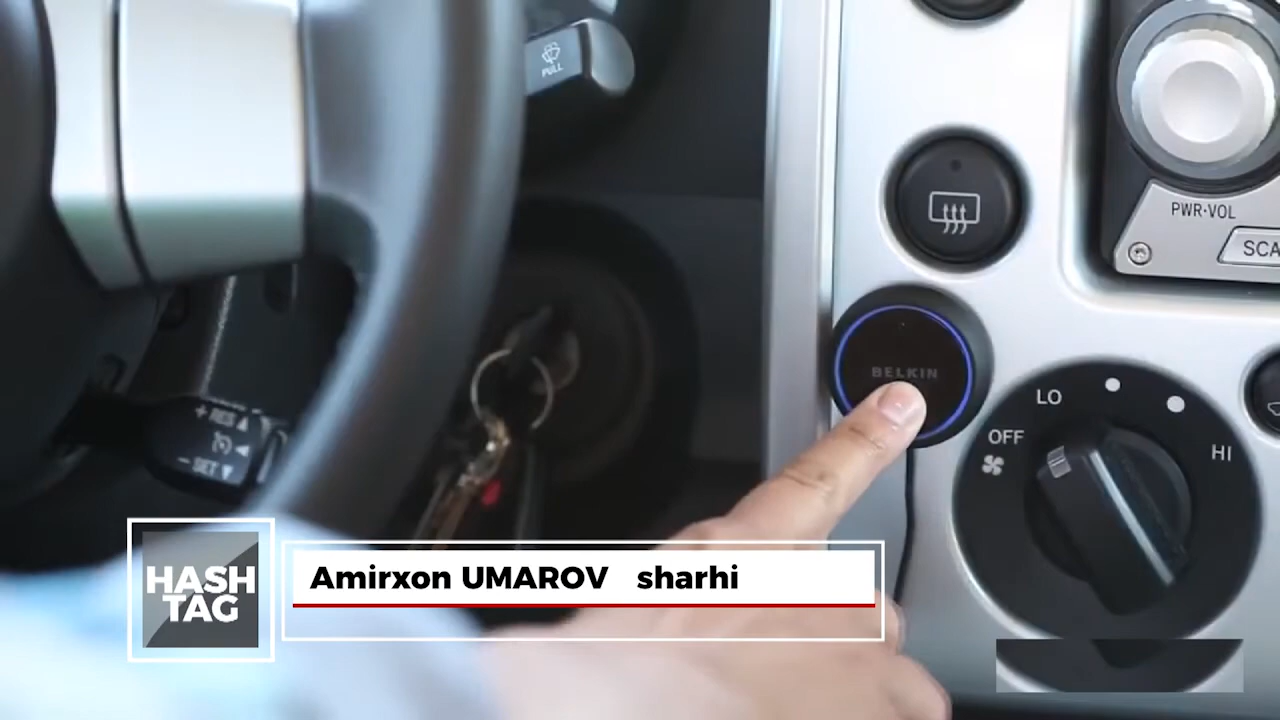 PULL
PWR·VOL
SCA
BELKIN
LO
OFF
HI
+ RES
− SET
HASH
TAG
Amirxon UMAROV sharhi